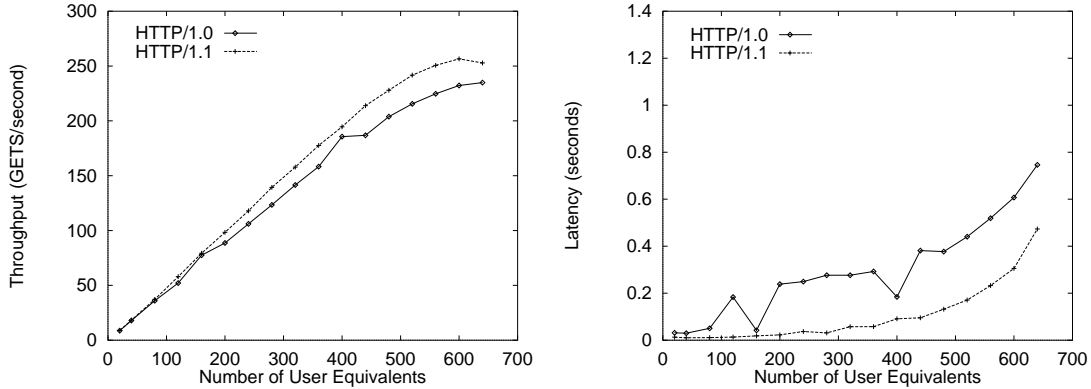 300
250
200
150
100
50
0
Throughput (GETS/second)
HTTP/1.0
HTTP/1.1
0 100 200 300 400 500 600 700
Number of User Equivalents
1.4
1.2
1
0.8
0.6
0.4
0.2
0
Latency (seconds)
HTTP/1.0
HTTP/1.1
0 100 200 300 400 500 600 700
Number of User Equivalents